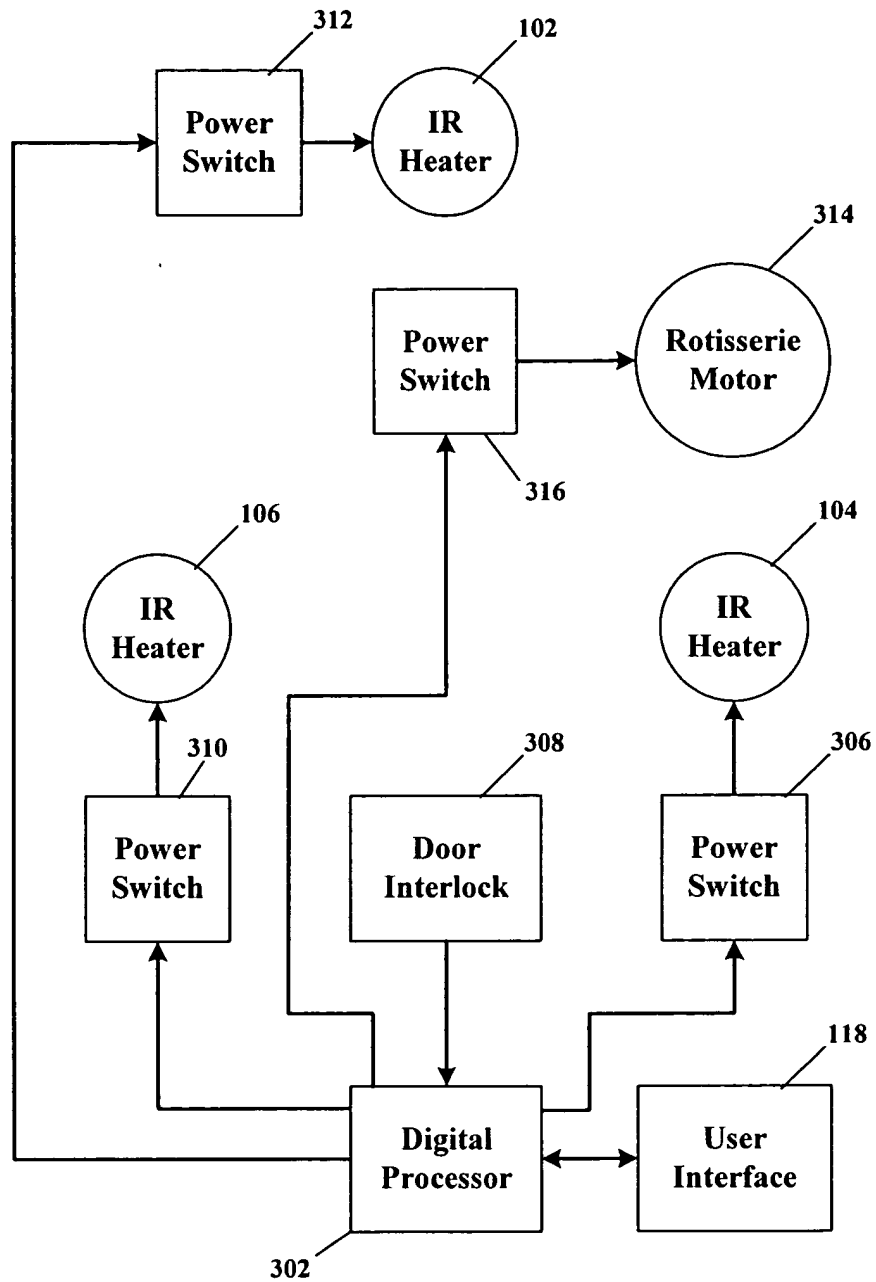 312
102
Power
Switch
IR
Heater
314
Power
Switch
Rotisserie
Motor
316
106
104
IR
Heater
IR
Heater
310
308
306
Power
Switch
Door
Interlock
Power
Switch
118
Digital
Processor
User
Interface
302